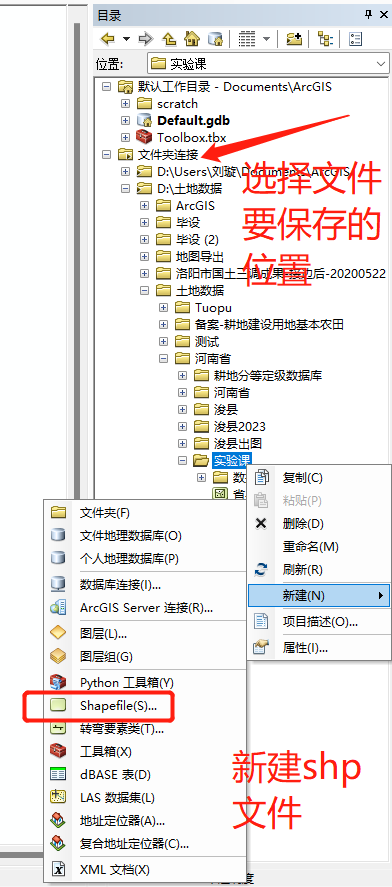 目录
位置:
实验课
默认工作目录 - Documents\ArcGIS
scratch
Default.gdb
Toolbox.tbx
文件夹连接
D:\Users\刘璇\Documents\ArcGIS
D:\土地数据
ArcGIS
毕设
毕设 (2)
地图导出
洛阳市国土三调成果-接边后-20200522
土地数据
Tuopu
备案-耕地建设用地基本农田
测试
河南省
耕地分等定级数据库
河南省
浚县
浚县2023
浚县出图
实验课
选择文件
要保存的
位置
复制(C)
粘贴(P)
删除(D)
重命名(M)
刷新(R)
新建(N)
项目描述(O)...
属性(I)...
文件夹(F)
文件地理数据库(O)
个人地理数据库(P)
数据库连接(I)...
ArcGIS Server 连接(R)...
图层(L)...
图层组(G)
Python 工具箱(Y)
Shapefile(S)...
转弯要素类(T)...
工具箱(X)
dBASE 表(D)
LAS 数据集(L)
地址定位器(A)...
复合地址定位器(C)...
XML 文档(X)
新建shp
文件